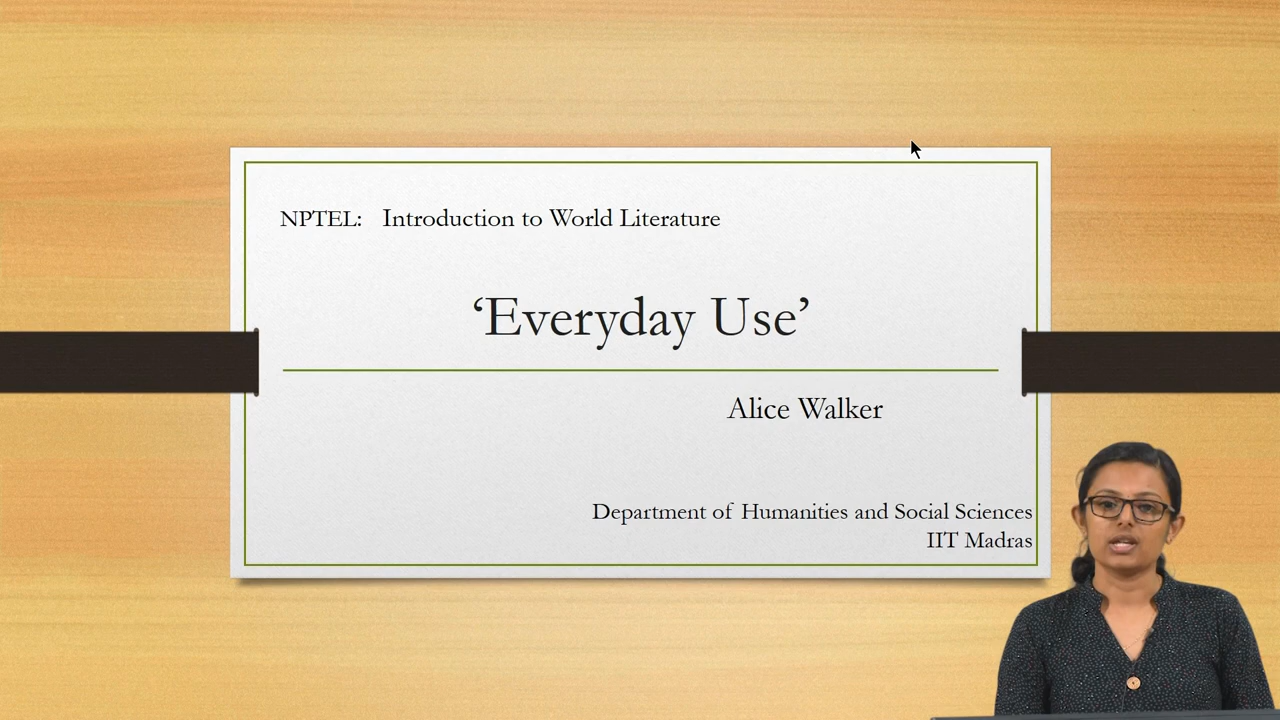 NPTEL: Introduction to World Literature
‘Everyday Use’
Alice Walker
Department of Humanities and Social Sciences
IIT Madras